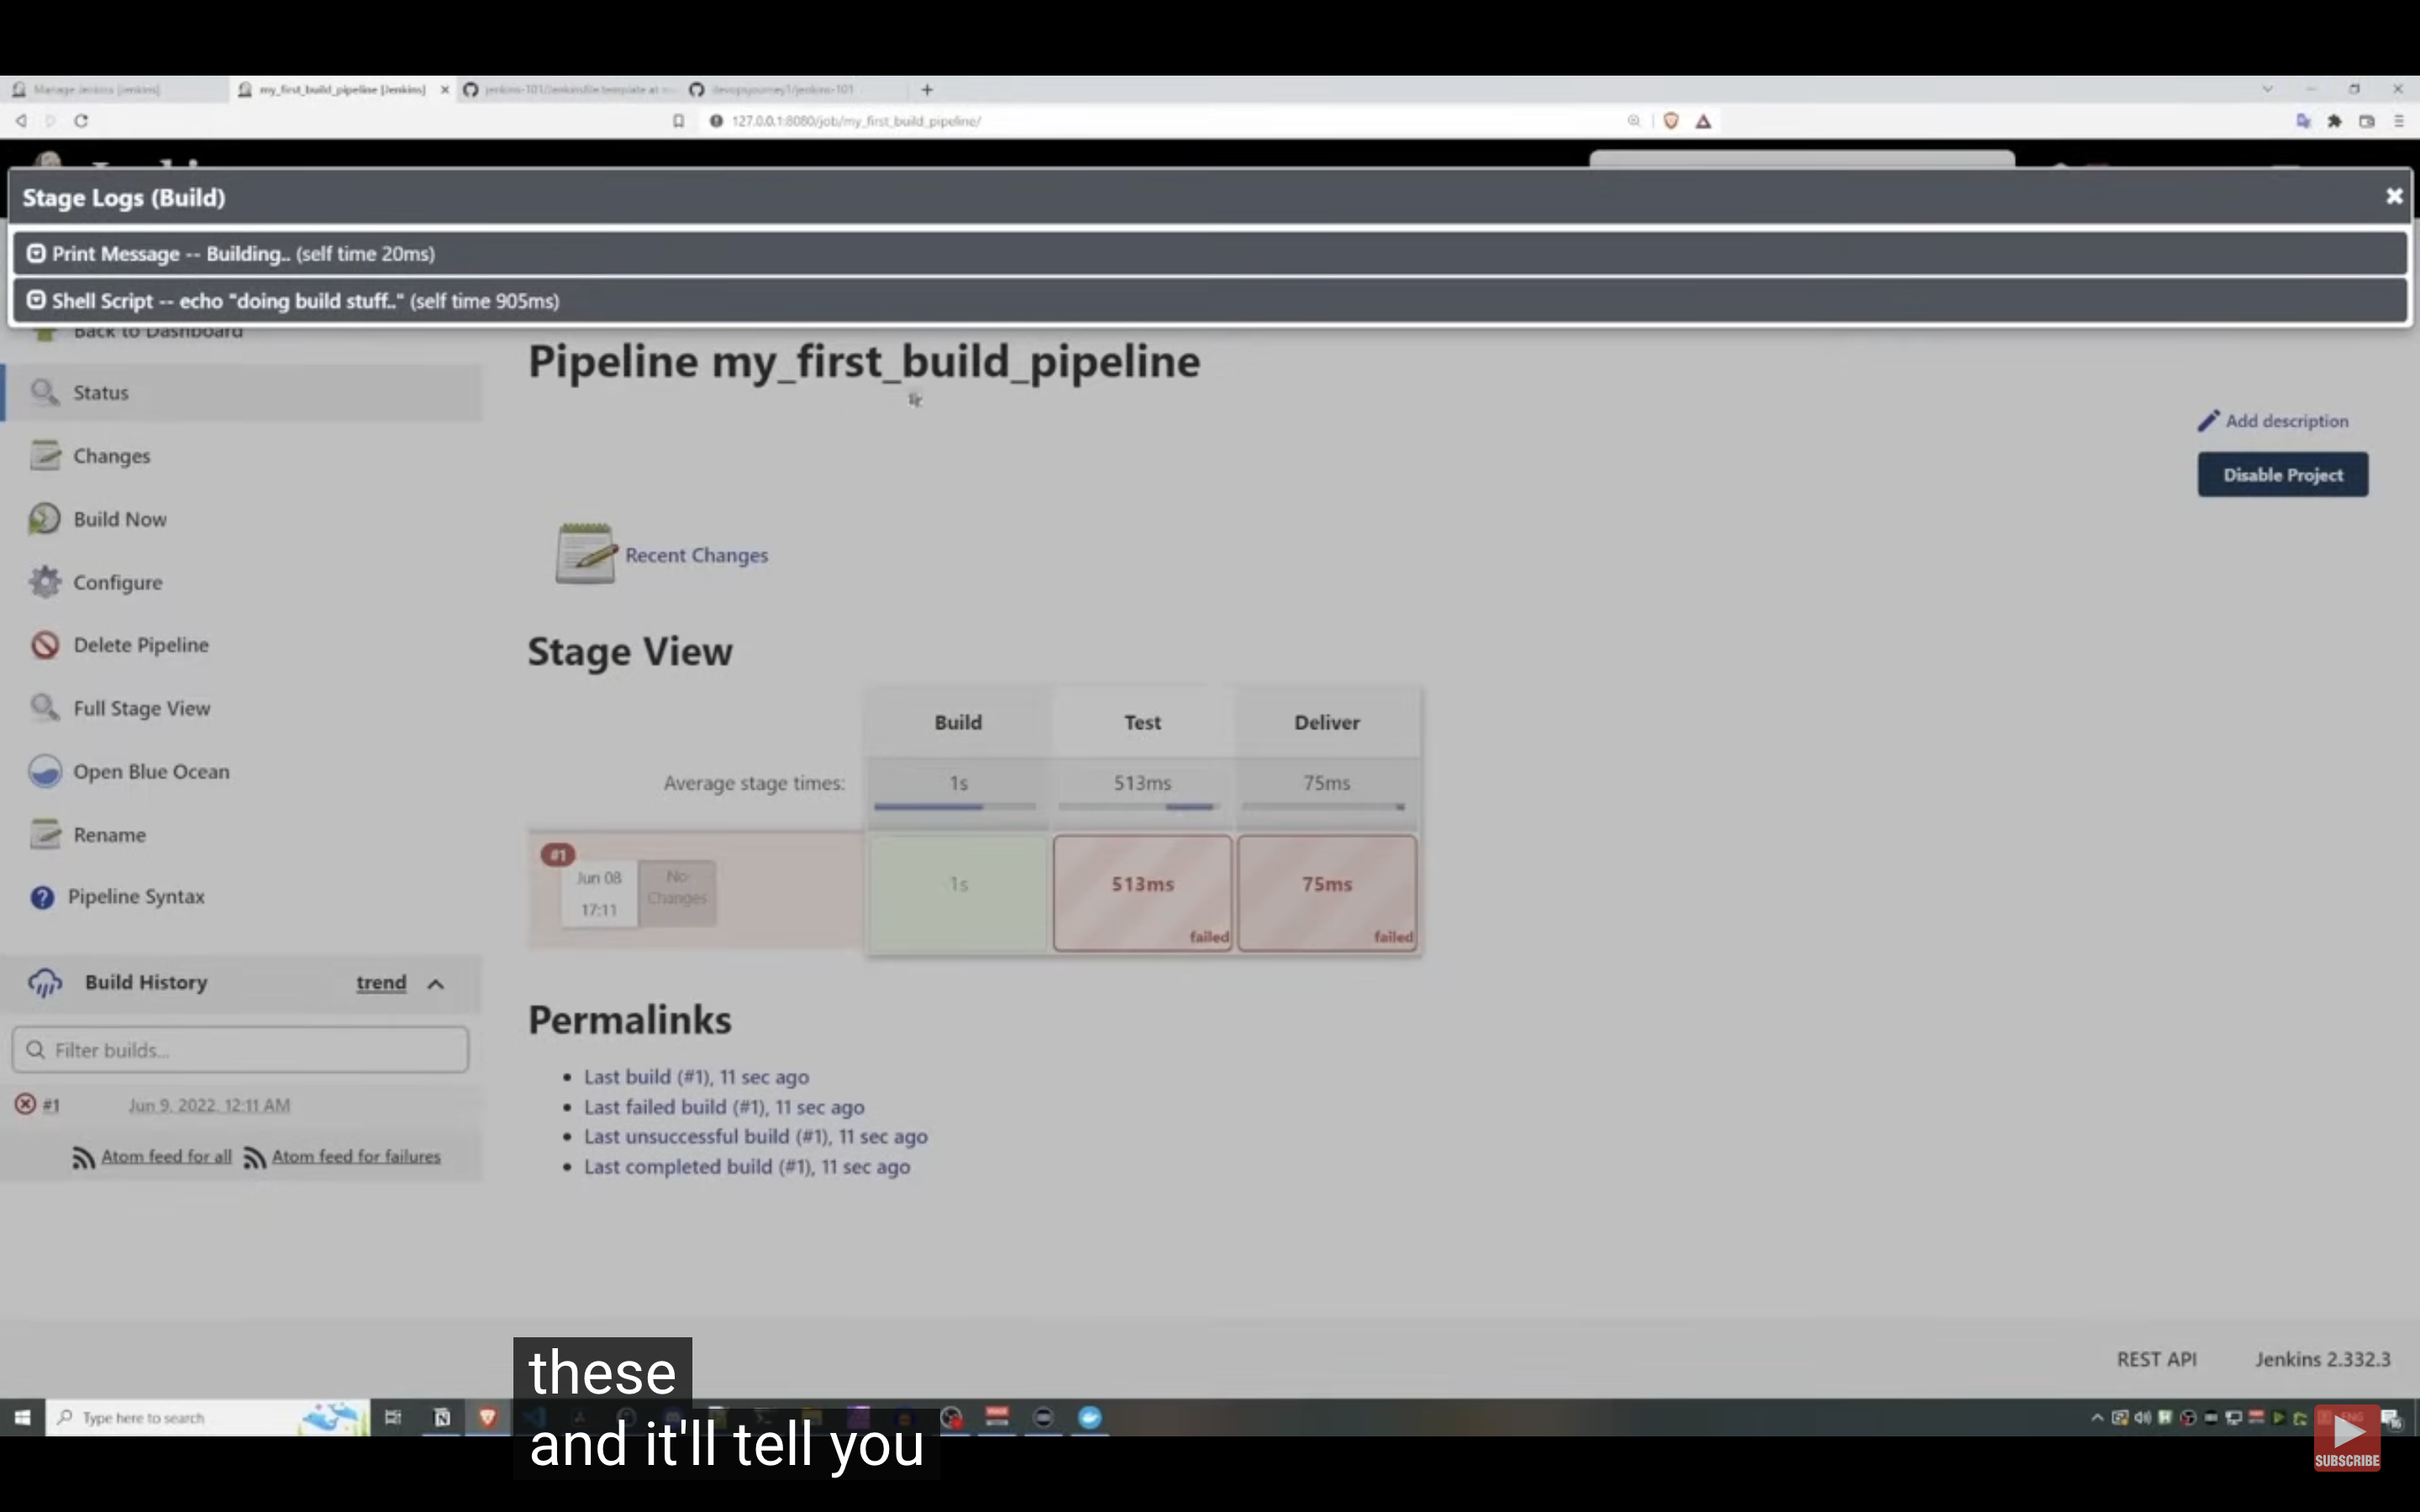 Manage Jenkins [Jenkins]
my_first_build_pipeline [Jenkins]
jenkins-101/Jenkinsfile template at
devopsjourney1/jenkins-101
127.0.0.1:8080/job/my_first_build_pipeline/
Stage Logs (Build)
Print Message -- Building.. (self time 20ms)
Shell Script -- echo "doing build stuff.." (self time 905ms)
Back to Dashboard
Status
Changes
Build Now
Configure
Delete Pipeline
Full Stage View
Open Blue Ocean
Rename
Pipeline Syntax
Build History
trend
Filter builds...
#1
Jun 9, 2022, 12:11 AM
Atom feed for all
Atom feed for failures
Pipeline my_first_build_pipeline
Add description
Disable Project
Recent Changes
Stage View
Build
Test
Deliver
Average stage times:
1s
513ms
75ms
#1
Jun 08
17:11
No
Changes
1s
513ms
failed
75ms
failed
Permalinks
Last build (#1), 11 sec ago
Last failed build (#1), 11 sec ago
Last unsuccessful build (#1), 11 sec ago
Last completed build (#1), 11 sec ago
REST API
Jenkins 2.332.3
these
and it'll tell you
Type here to search
SUBSCRIBE